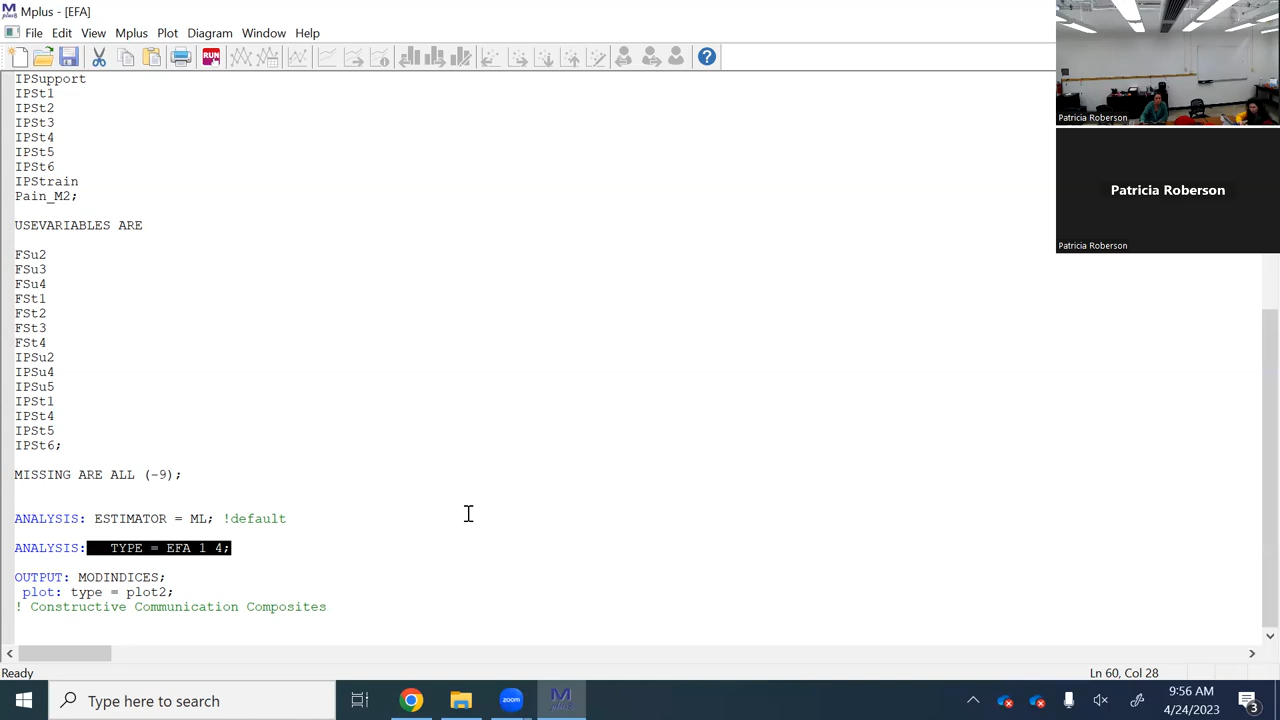 Mplus - [EFA]
File Edit View Mplus Plot Diagram Window Help
RUN
IPSupport
IPSt1
IPSt2
IPSt3
IPSt4
IPSt5
IPSt6
IPStrain
Pain_M2;
USEVARIABLES ARE
FSu2
FSu3
FSu4
FSt1
FSt2
FSt3
FSt4
IPSu2
IPSu4
IPSu5
IPSt1
IPSt4
IPSt5
IPSt6;
MISSING ARE ALL (-9);
ANALYSIS: ESTIMATOR = ML; !default
ANALYSIS: TYPE = EFA 1 4;
OUTPUT: MODINDICES;
plot: type = plot2;
! Constructive Communication Composites
Patricia Roberson
Patricia Roberson
Patricia Roberson
Ready
Ln 60, Col 28
Type here to search
zoom
9:56 AM
4/24/2023
3